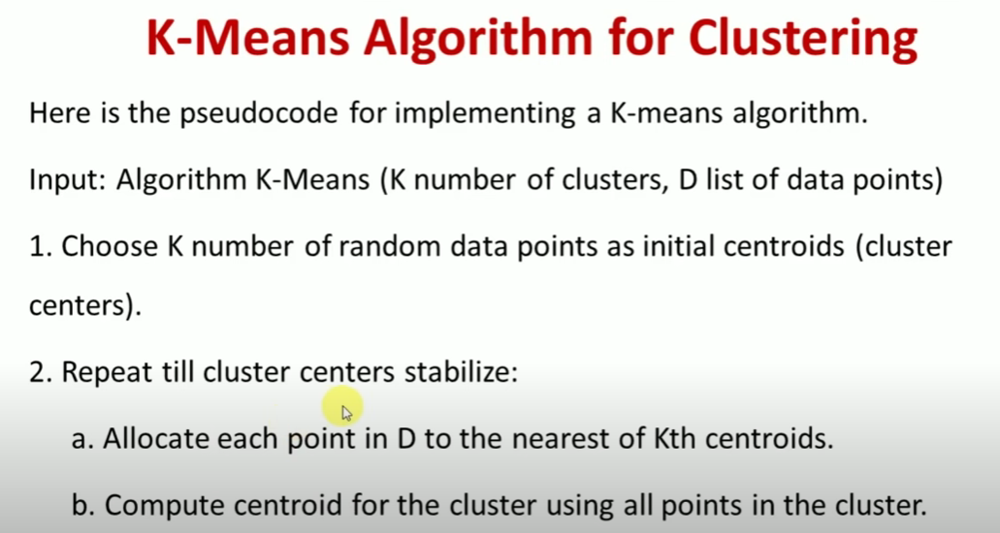 K-Means Algorithm for Clustering
Here is the pseudocode for implementing a K-means algorithm.
Input: Algorithm K-Means (K number of clusters, D list of data points)
1. Choose K number of random data points as initial centroids (cluster
centers).
2. Repeat till cluster centers stabilize:
a. Allocate each point in D to the nearest of Kth centroids.
b. Compute centroid for the cluster using all points in the cluster.